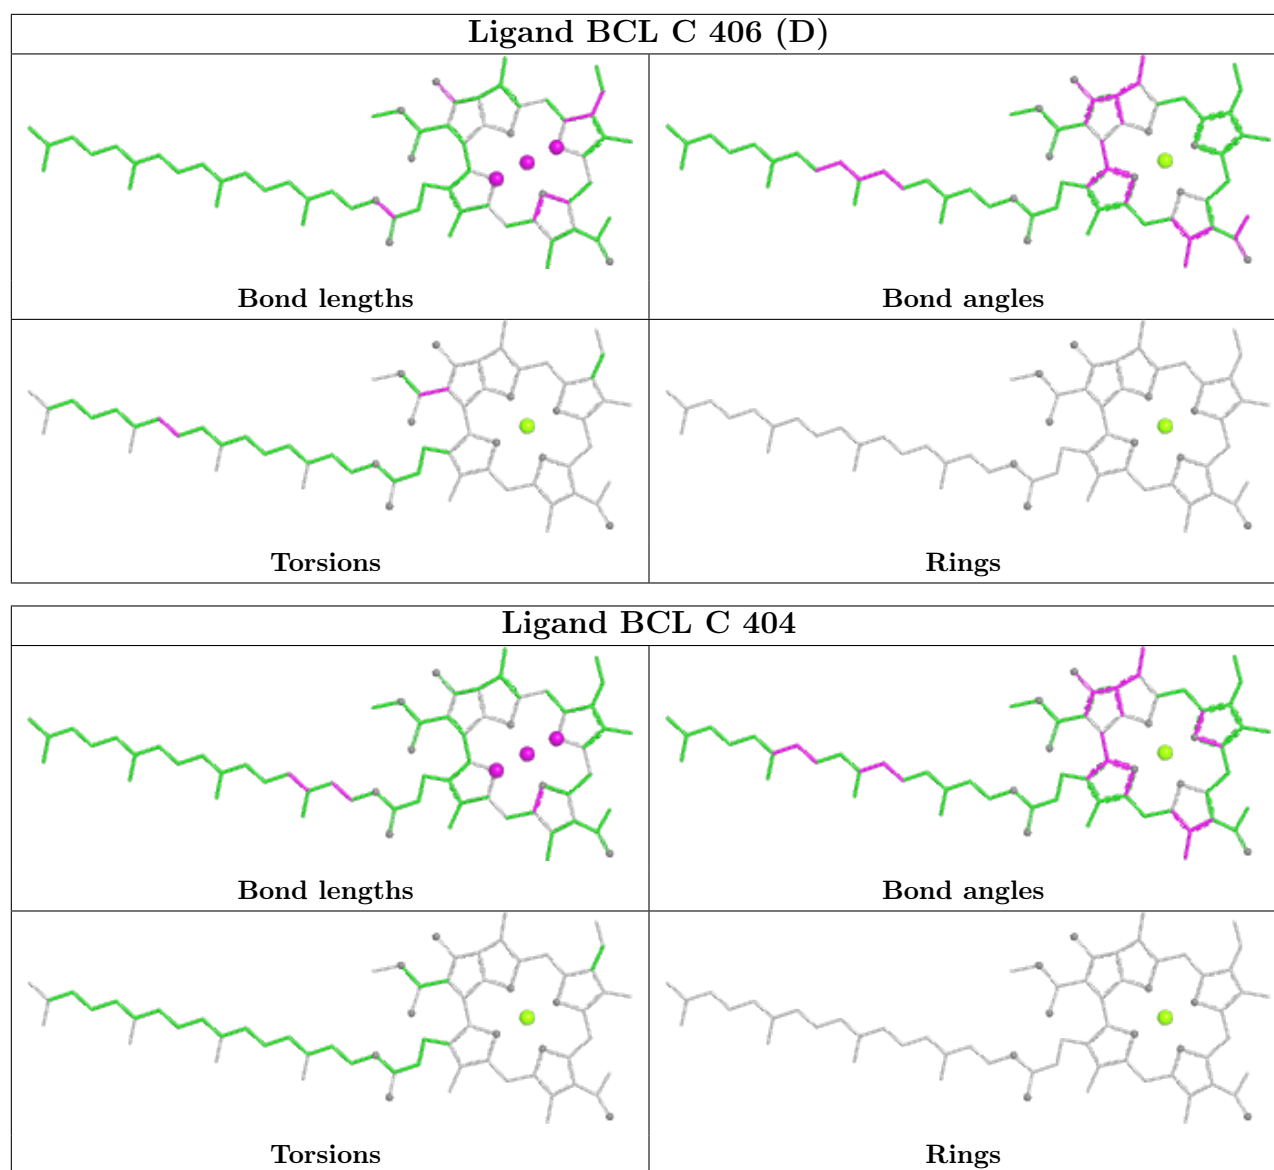 Ligand BCL C 406 (D)
Bond lengths
Bond angles
Torsions
Rings
Ligand BCL C 404
Bond lengths
Bond angles
Torsions
Rings